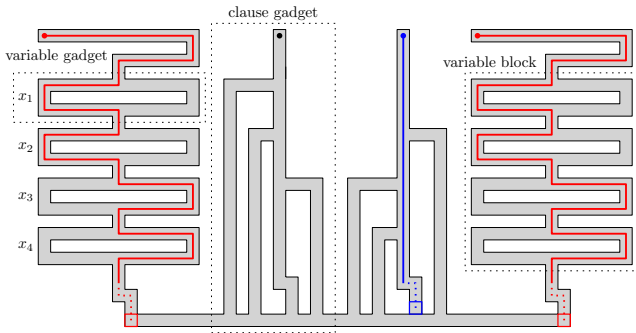 clause gadget
variable gadget
variable block
x₁
x₂
x₃
x₄